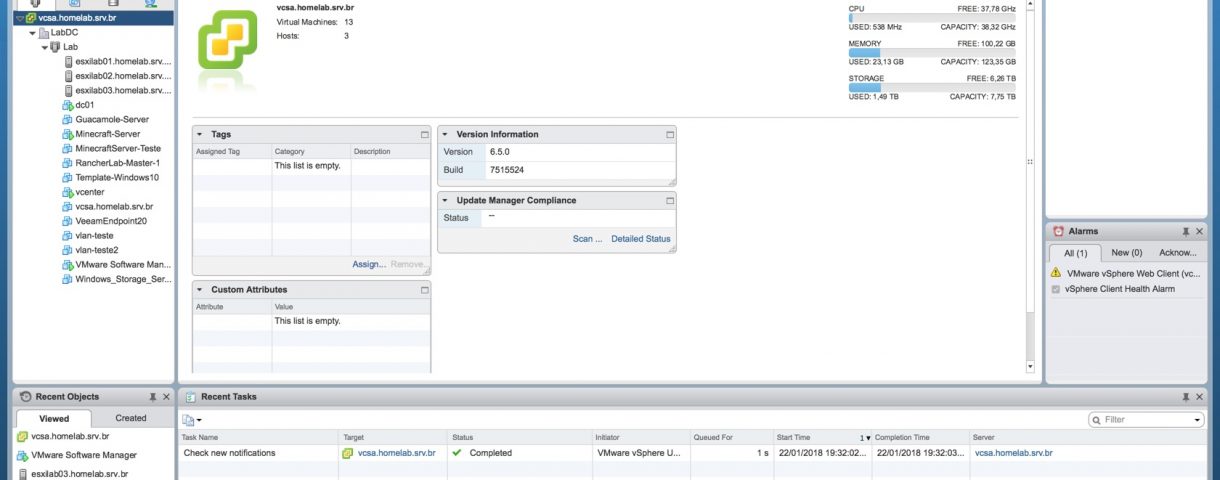 vcsa.homelab.srv.br
LabDC
Lab
esxilab01.homelab.srv....
esxilab02.homelab.srv....
esxilab03.homelab.srv....
dc01
Guacamole-Server
Minecraft-Server
MinecraftServer-Teste
RancherLab-Master-1
Template-Windows10
vcenter
vcsa.homelab.srv.br
VeeamEndpoint20
vlan-teste
vlan-teste2
VMware Software Man...
Windows_Storage_Ser...
vcsa.homelab.srv.br
Virtual Machines: 13
Hosts: 3
CPU FREE: 37,78 GHz
USED: 538 MHz CAPACITY: 38,32 GHz
MEMORY FREE: 100,22 GB
USED: 23,13 GB CAPACITY: 123,35 GB
STORAGE FREE: 6,26 TB
USED: 1,49 TB CAPACITY: 7,75 TB
Tags
Assigned Tag Category Description
This list is empty.
Assign... Remove...
Custom Attributes
Attribute Value
This list is empty.
Version Information
Version 6.5.0
Build 7515524
Update Manager Compliance
Status --
Scan ... Detailed Status
Alarms
All (1) New (0) Acknow...
VMware vSphere Web Client (vc...
vSphere Client Health Alarm
Recent Objects
Viewed Created
vcsa.homelab.srv.br
VMware Software Manager
esxilab03.homelab.srv.br
Recent Tasks
Filter
Task Name Target Status Initiator Queued For Start Time 1 Completion Time Server
Check new notifications vcsa.homelab.srv.br Completed VMware vSphere U... 1 s 22/01/2018 19:32:02... 22/01/2018 19:32:03... vcsa.homelab.srv.br